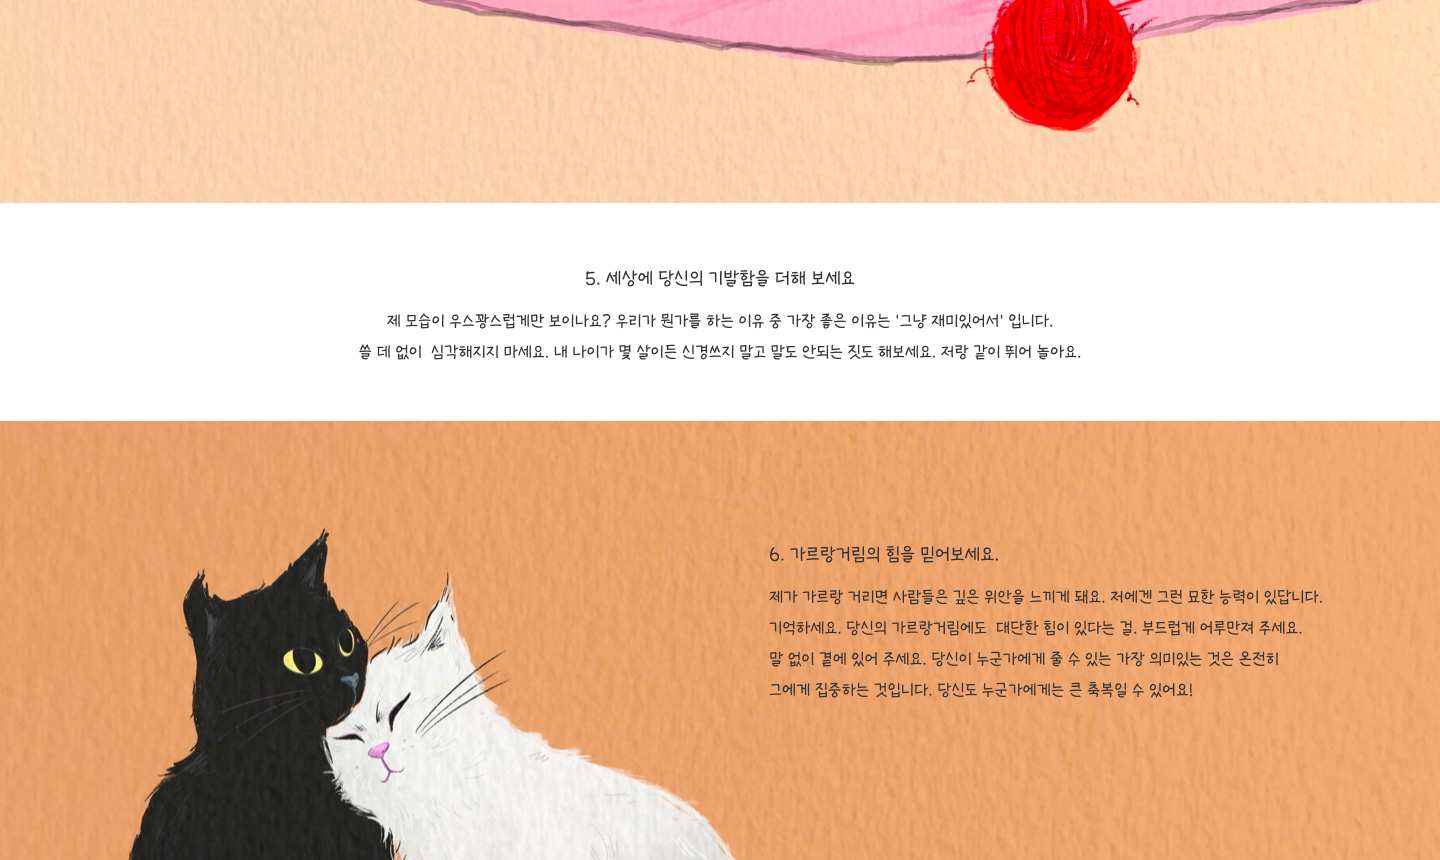 5. 세상에 당신의 기발함을 더해 보세요
제 모습이 우스꽝스럽게만 보이나요? 우리가 뭔가를 하는 이유 중 가장 좋은 이유는 '그냥 재미있어서' 입니다.
쓸 데 없이  심각해지지 마세요. 내 나이가 몇 살이든 신경쓰지 말고 말도 안되는 짓도 해보세요. 저랑 같이 뛰어 놀아요.
6. 가르랑거림의 힘을 믿어보세요.
제가 가르랑 거리면 사람들은 깊은 위안을 느끼게 돼요. 저에겐 그런 묘한 능력이 있답니다.
기억하세요. 당신의 가르랑거림에도  대단한 힘이 있다는 걸. 부드럽게 어루만져 주세요.
말 없이 곁에 있어 주세요. 당신이 누군가에게 줄 수 있는 가장 의미있는 것은 온전히
그에게 집중하는 것입니다. 당신도 누군가에게는 큰 축복일 수 있어요!